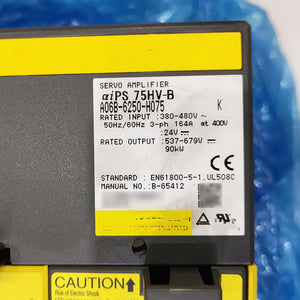 SERVO AMPLIFIER
αiPS 75HV-B
A06B-6250-H075 K
RATED INPUT : 380-480V ~
50Hz/60Hz 3-ph 164A at 400V
:24V ⎓
RATED OUTPUT : 537-679V ⎓
90kW
STANDARD : EN61800-5-1.UL508C
MANUAL NO.: B-65412
CAUTION
Risk of Electric Shock.